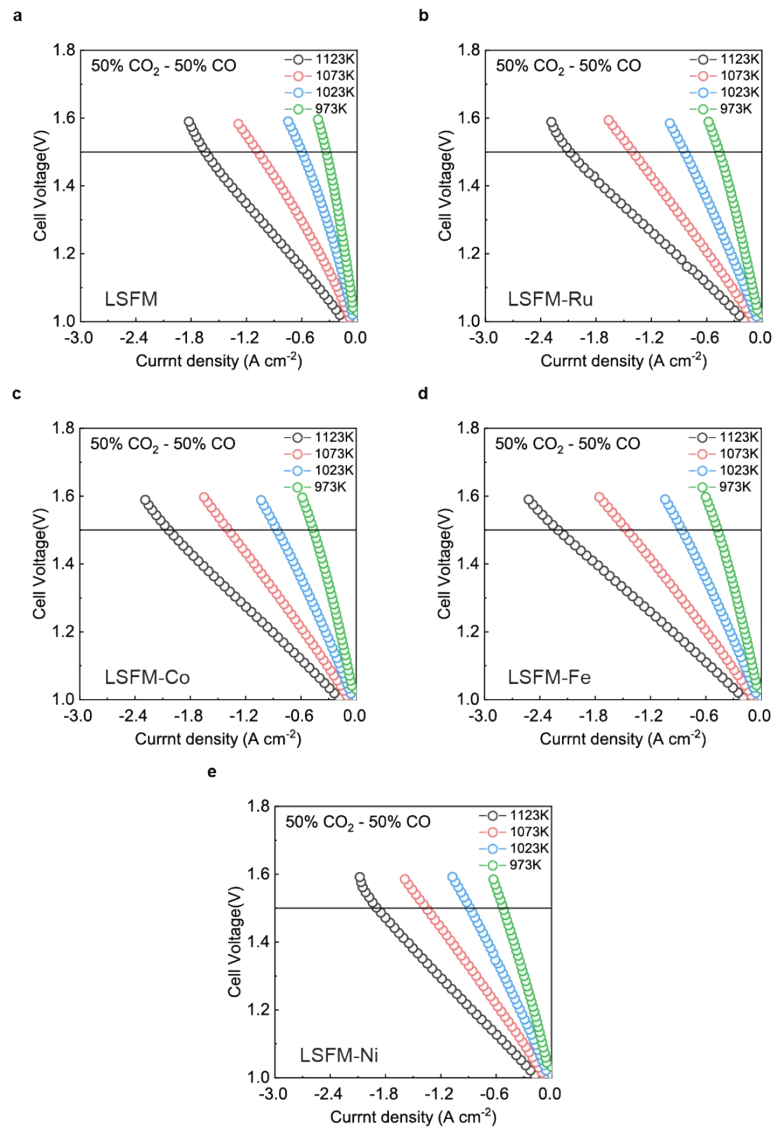 a
1.8
50% CO₂ - 50% CO
1123K
1073K
1023K
973K
1.6
1.4
1.2
1.0
Cell Voltage(V)
LSFM
-3.0 -2.4 -1.8 -1.2 -0.6 0.0
Currnt density (A cm⁻²)
b
1.8
50% CO₂ - 50% CO
1123K
1073K
1023K
973K
1.6
1.4
1.2
1.0
Cell Voltage(V)
LSFM-Ru
-3.0 -2.4 -1.8 -1.2 -0.6 0.0
Currnt density (A cm⁻²)
c
1.8
50% CO₂ - 50% CO
1123K
1073K
1023K
973K
1.6
1.4
1.2
1.0
Cell Voltage(V)
LSFM-Co
-3.0 -2.4 -1.8 -1.2 -0.6 0.0
Currnt density (A cm⁻²)
d
1.8
50% CO₂ - 50% CO
1123K
1073K
1023K
973K
1.6
1.4
1.2
1.0
Cell Voltage(V)
LSFM-Fe
-3.0 -2.4 -1.8 -1.2 -0.6 0.0
Currnt density (A cm⁻²)
e
1.8
50% CO₂ - 50% CO
1123K
1073K
1023K
973K
1.6
1.4
1.2
1.0
Cell Voltage(V)
LSFM-Ni
-3.0 -2.4 -1.8 -1.2 -0.6 0.0
Currnt density (A cm⁻²)